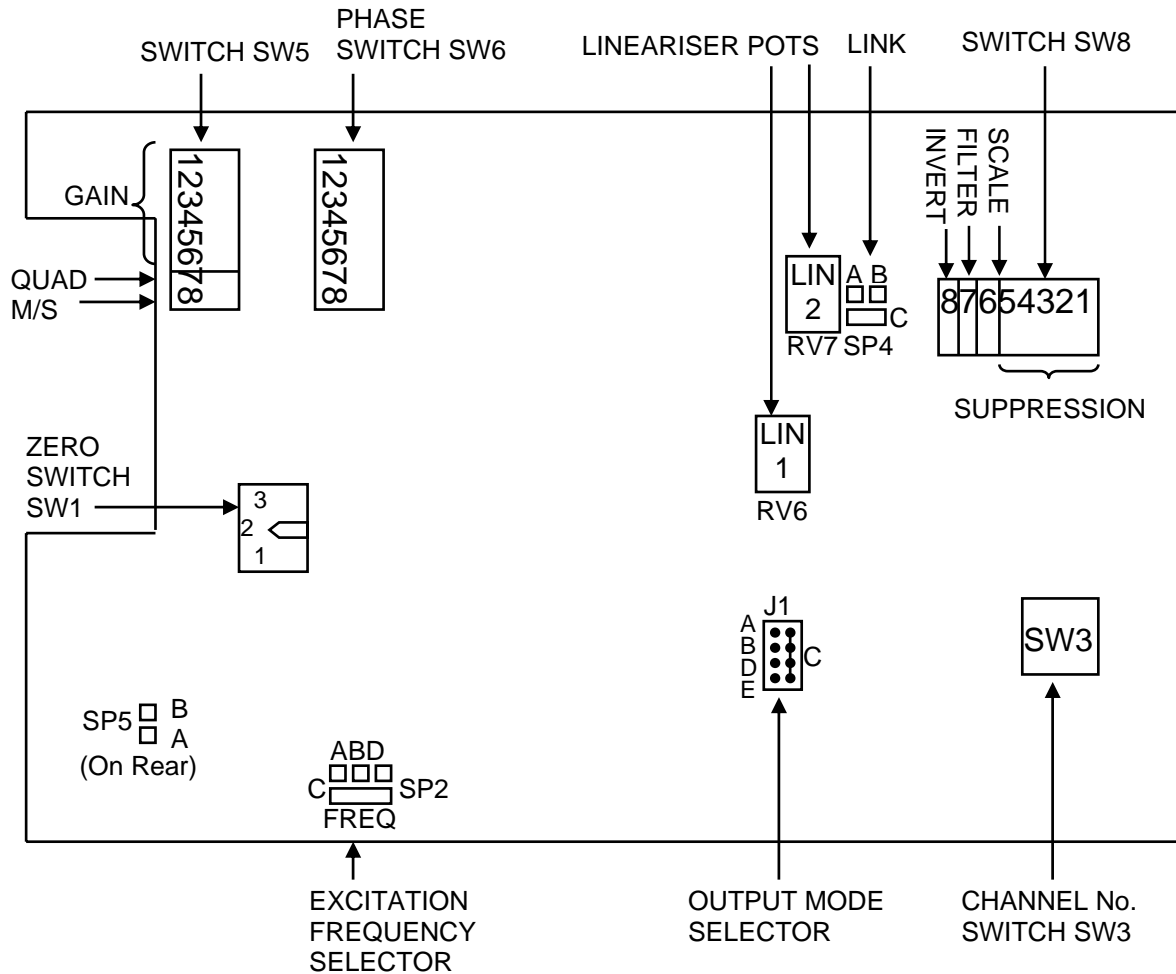 SWITCH SW5
PHASE
SWITCH SW6
LINEARISER POTS
LINK
SWITCH SW8
GAIN
12345678
12345678
INVERT
FILTER
SCALE
QUAD
M/S
LIN
2
RV7
A B
C
SP4
87654321
SUPPRESSION
LIN
1
RV6
ZERO
SWITCH
SW1
3
2
1
J1
A
B
D
E
C
SW3
SP5
B
A
(On Rear)
ABD
C
SP2
FREQ
EXCITATION
FREQUENCY
SELECTOR
OUTPUT MODE
SELECTOR
CHANNEL No.
SWITCH SW3